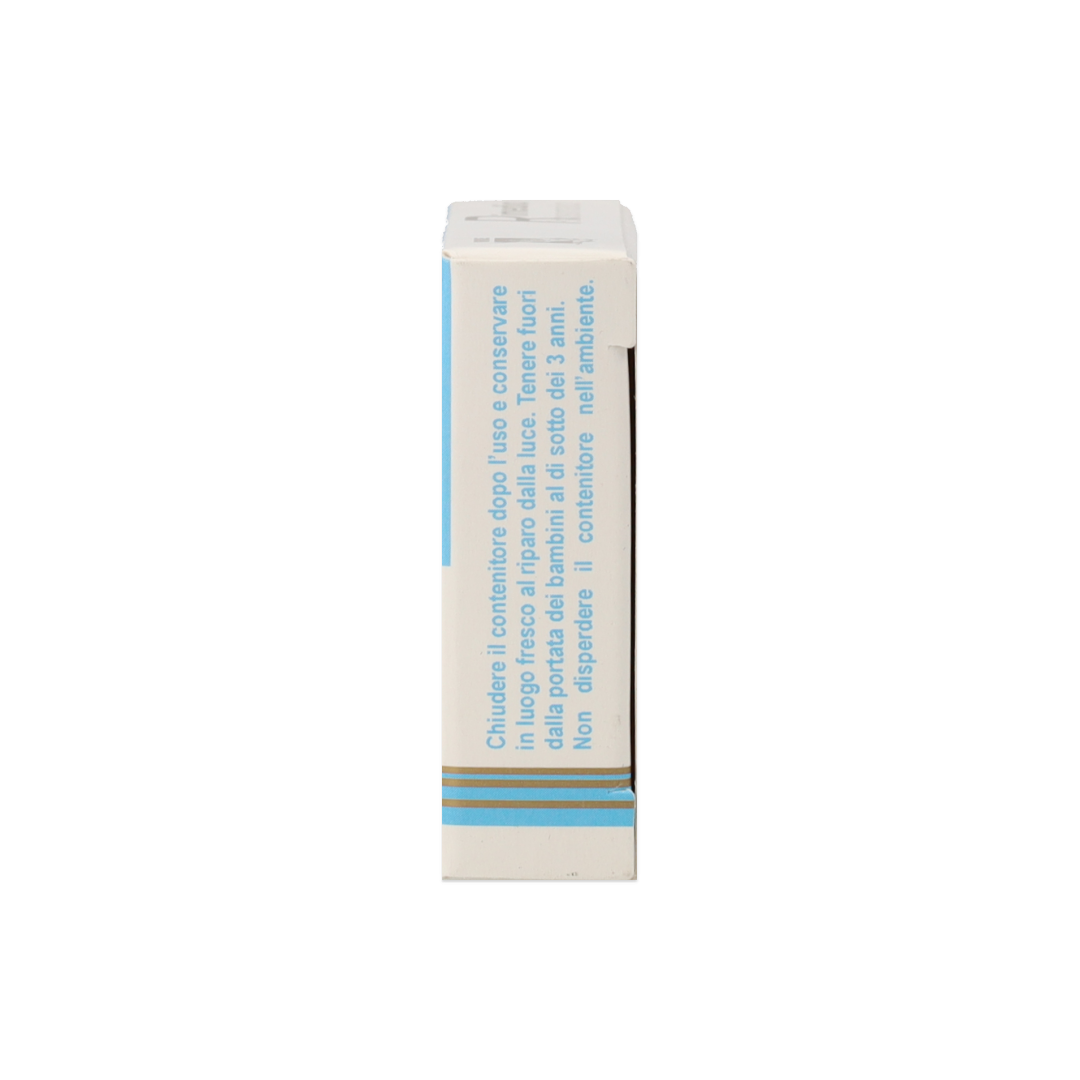 Chiudere il contenitore dopo l'uso e conservare
in luogo fresco al riparo dalla luce. Tenere fuori
dalla portata dei bambini al di sotto dei 3 anni.
Non disperdere il contenitore nell'ambiente.